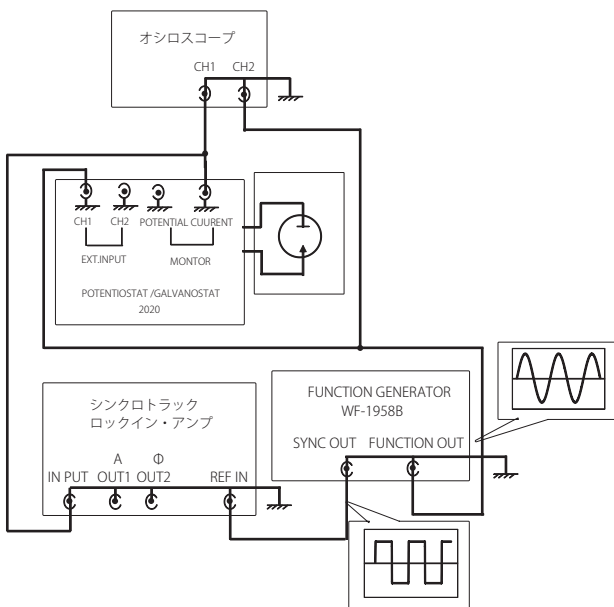 オシロスコープ
CH1 CH2
CH1 CH2 POTENTIAL CUURENT
EXT.INPUT MONTOR
POTENTIOSTAT /GALVANOSTAT
2020
シンクロトラック
ロックイン・アンプ
A Φ
IN PUT OUT1 OUT2 REF IN
FUNCTION GENERATOR
WF-1958B
SYNC OUT FUNCTION OUT